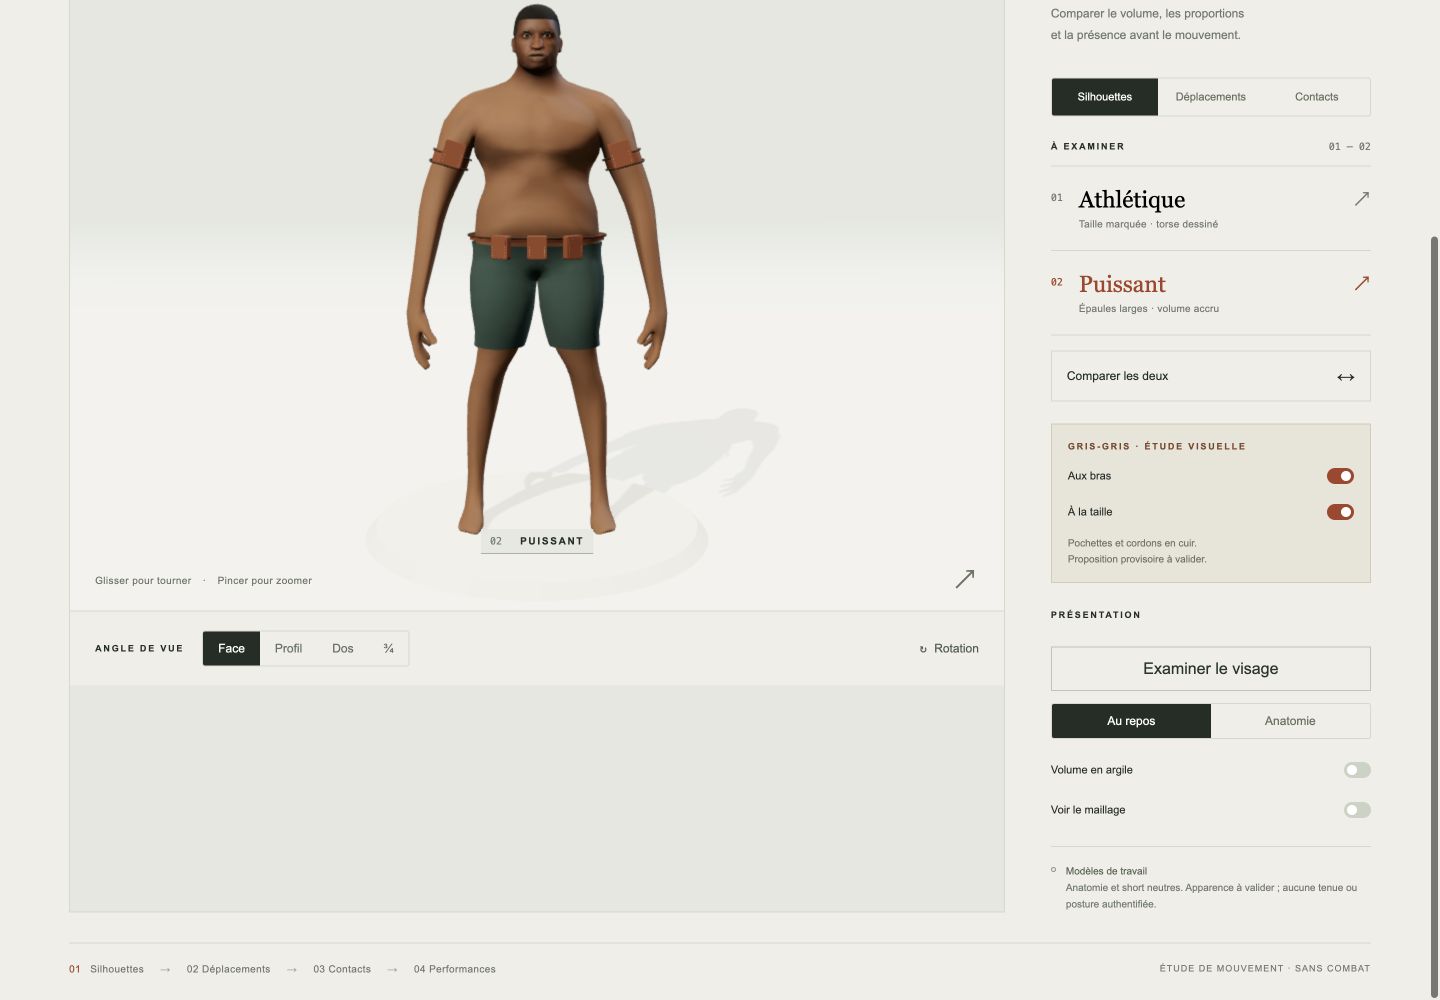 Comparer le volume, les proportions
et la présence avant le mouvement.
Silhouettes Déplacements Contacts
À EXAMINER 01 — 02
01 Athlétique ↗
Taille marquée · torse dessiné
02 Puissant ↗
Épaules larges · volume accru
Comparer les deux ↔
GRIS-GRIS · ÉTUDE VISUELLE
Aux bras
À la taille
Pochettes et cordons en cuir.
Proposition provisoire à valider.
PRÉSENTATION
Examiner le visage
Au repos Anatomie
Volume en argile
Voir le maillage
Modèles de travail
Anatomie et short neutres. Apparence à valider ; aucune tenue ou
posture authentifiée.
02 PUISSANT
Glisser pour tourner · Pincer pour zoomer ↗
ANGLE DE VUE Face Profil Dos ¾ ↻ Rotation
01 Silhouettes → 02 Déplacements → 03 Contacts → 04 Performances
ÉTUDE DE MOUVEMENT · SANS COMBAT